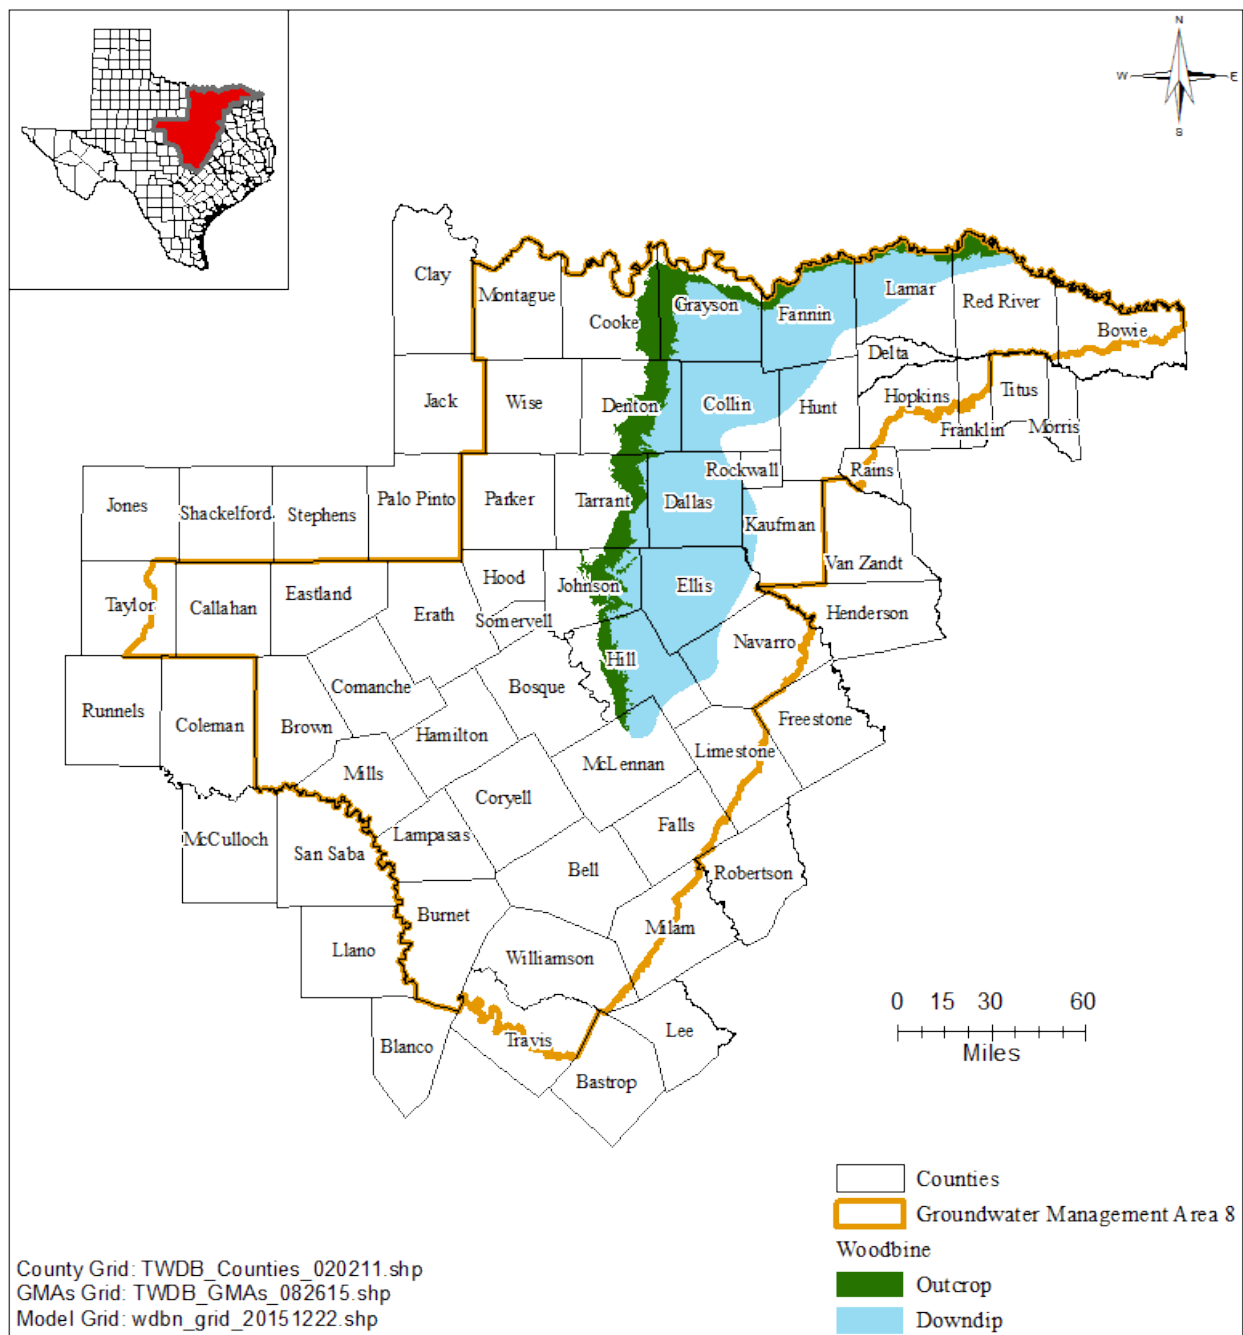 N
W E
S
Clay
Montague
Cooke
Grayson
Fannin
Lamar
Red River
Bowie
Delta
Jack
Wise
Denton
Collin
Hunt
Hopkins
Titus
Franklin
Morris
Rockwall
Rains
Jones
Shackelford
Stephens
Palo Pinto
Parker
Tarrant
Dallas
Kaufman
Van Zandt
Taylor
Callahan
Eastland
Erath
Hood
Somervell
Johnson
Ellis
Henderson
Navarro
Runnels
Coleman
Brown
Comanche
Hamilton
Bosque
Hill
Freestone
Limestone
McLennan
Mills
Coryell
McCulloch
San Saba
Lampasas
Falls
Bell
Robertson
Burnet
Milam
Llano
Williamson
Blanco
Travis
Lee
Bastrop
0 15 30 60
Miles
Counties
Groundwater Management Area 8
Woodbine
Outcrop
Downdip
County Grid: TWDB_Counties_020211.shp
GMAs Grid: TWDB_GMAs_082615.shp
Model Grid: wdbn_grid_20151222.shp